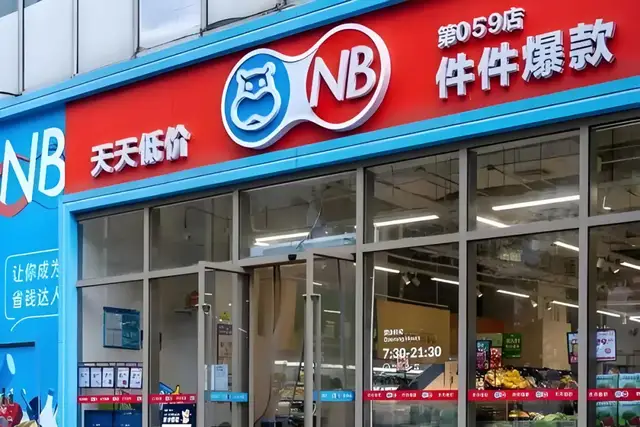 第059店
天天低价
NB
件件爆款
NB
让你成为
省钱达人
7:30-21:30